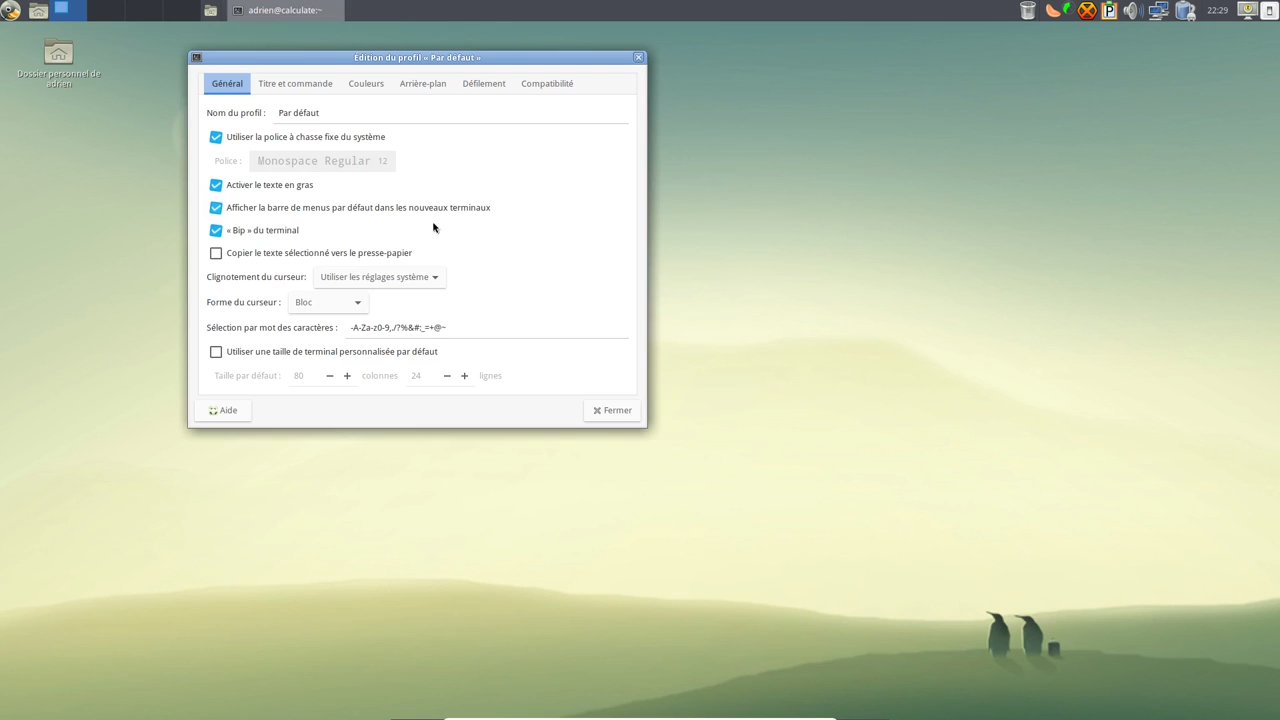 adrien@calculate:~
22:29
Dossier personnel de
adrien
Édition du profil « Par défaut »
Général Titre et commande Couleurs Arrière-plan Défilement Compatibilité
Nom du profil : Par défaut
Utiliser la police à chasse fixe du système
Police : Monospace Regular 12
Activer le texte en gras
Afficher la barre de menus par défaut dans les nouveaux terminaux
« Bip » du terminal
Copier le texte sélectionné vers le presse-papier
Clignotement du curseur: Utiliser les réglages système
Forme du curseur : Bloc
Sélection par mot des caractères : -A-Za-z0-9,./?%&#:_=+@~
Utiliser une taille de terminal personnalisée par défaut
Taille par défaut : 80 colonnes 24 lignes
Aide Fermer